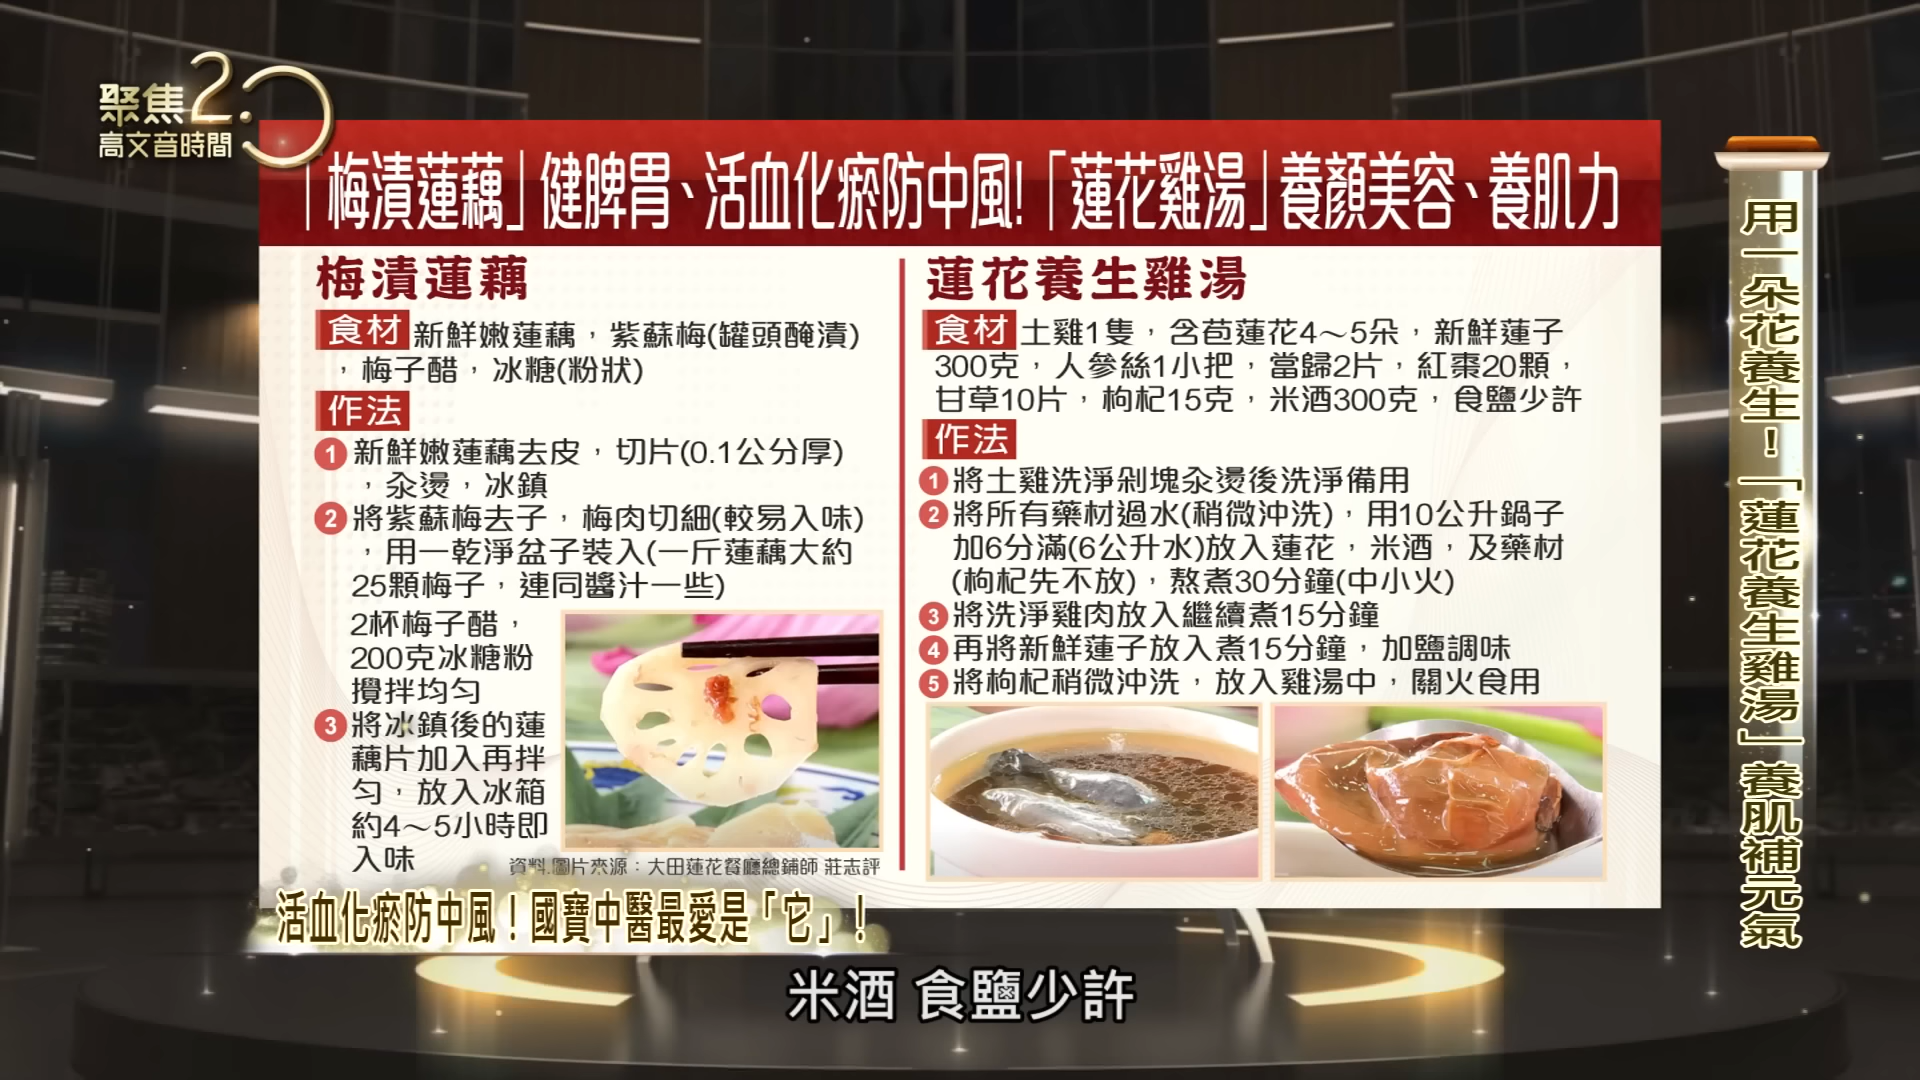 聚焦2.0
高文音時間
「梅漬蓮藕」健脾胃、活血化瘀防中風!「蓮花雞湯」養顏美容、養肌力
梅漬蓮藕
食材 新鮮嫩蓮藕，紫蘇梅(罐頭醃漬)
，梅子醋，冰糖(粉狀)
作法
1 新鮮嫩蓮藕去皮，切片(0.1公分厚)
，汆燙，冰鎮
2 將紫蘇梅去子，梅肉切細(較易入味)
，用一乾淨盆子裝入(一斤蓮藕大約
25顆梅子，連同醬汁一些)
2杯梅子醋，
200克冰糖粉
攪拌均勻
3 將冰鎮後的蓮
藕片加入再拌
勻，放入冰箱
約4～5小時即
入味
資料.圖片來源：大田蓮花餐廳總鋪師 莊志評
蓮花養生雞湯
食材 土雞1隻，含苞蓮花4～5朵，新鮮蓮子
300克，人參絲1小把，當歸2片，紅棗20顆，
甘草10片，枸杞15克，米酒300克，食鹽少許
作法
1 將土雞洗淨剁塊汆燙後洗淨備用
2 將所有藥材過水(稍微沖洗)，用10公升鍋子
加6分滿(6公升水)放入蓮花，米酒，及藥材
(枸杞先不放)，熬煮30分鐘(中小火)
3 將洗淨雞肉放入繼續煮15分鐘
4 再將新鮮蓮子放入煮15分鐘，加鹽調味
5 將枸杞稍微沖洗，放入雞湯中，關火食用
用一朵花養生！「蓮花養生雞湯」養肌補元氣
活血化瘀防中風！國寶中醫最愛是「它」！
米酒 食鹽少許